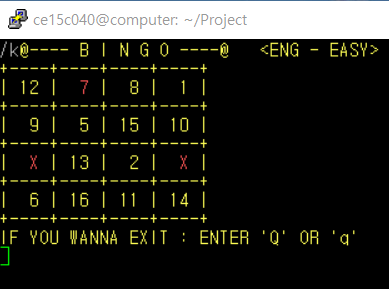 ce15c040@computer: ~/Project
/k@---- B I N G O ----@ <ENG - EASY>
+----+----+----+----+
| 12 | 7 | 8 | 1 |
+----+----+----+----+
| 9 | 5 | 15 | 10 |
+----+----+----+----+
| X | 13 | 2 | X |
+----+----+----+----+
| 6 | 16 | 11 | 14 |
+----+----+----+----+
IF YOU WANNA EXIT : ENTER 'Q' OR 'q'